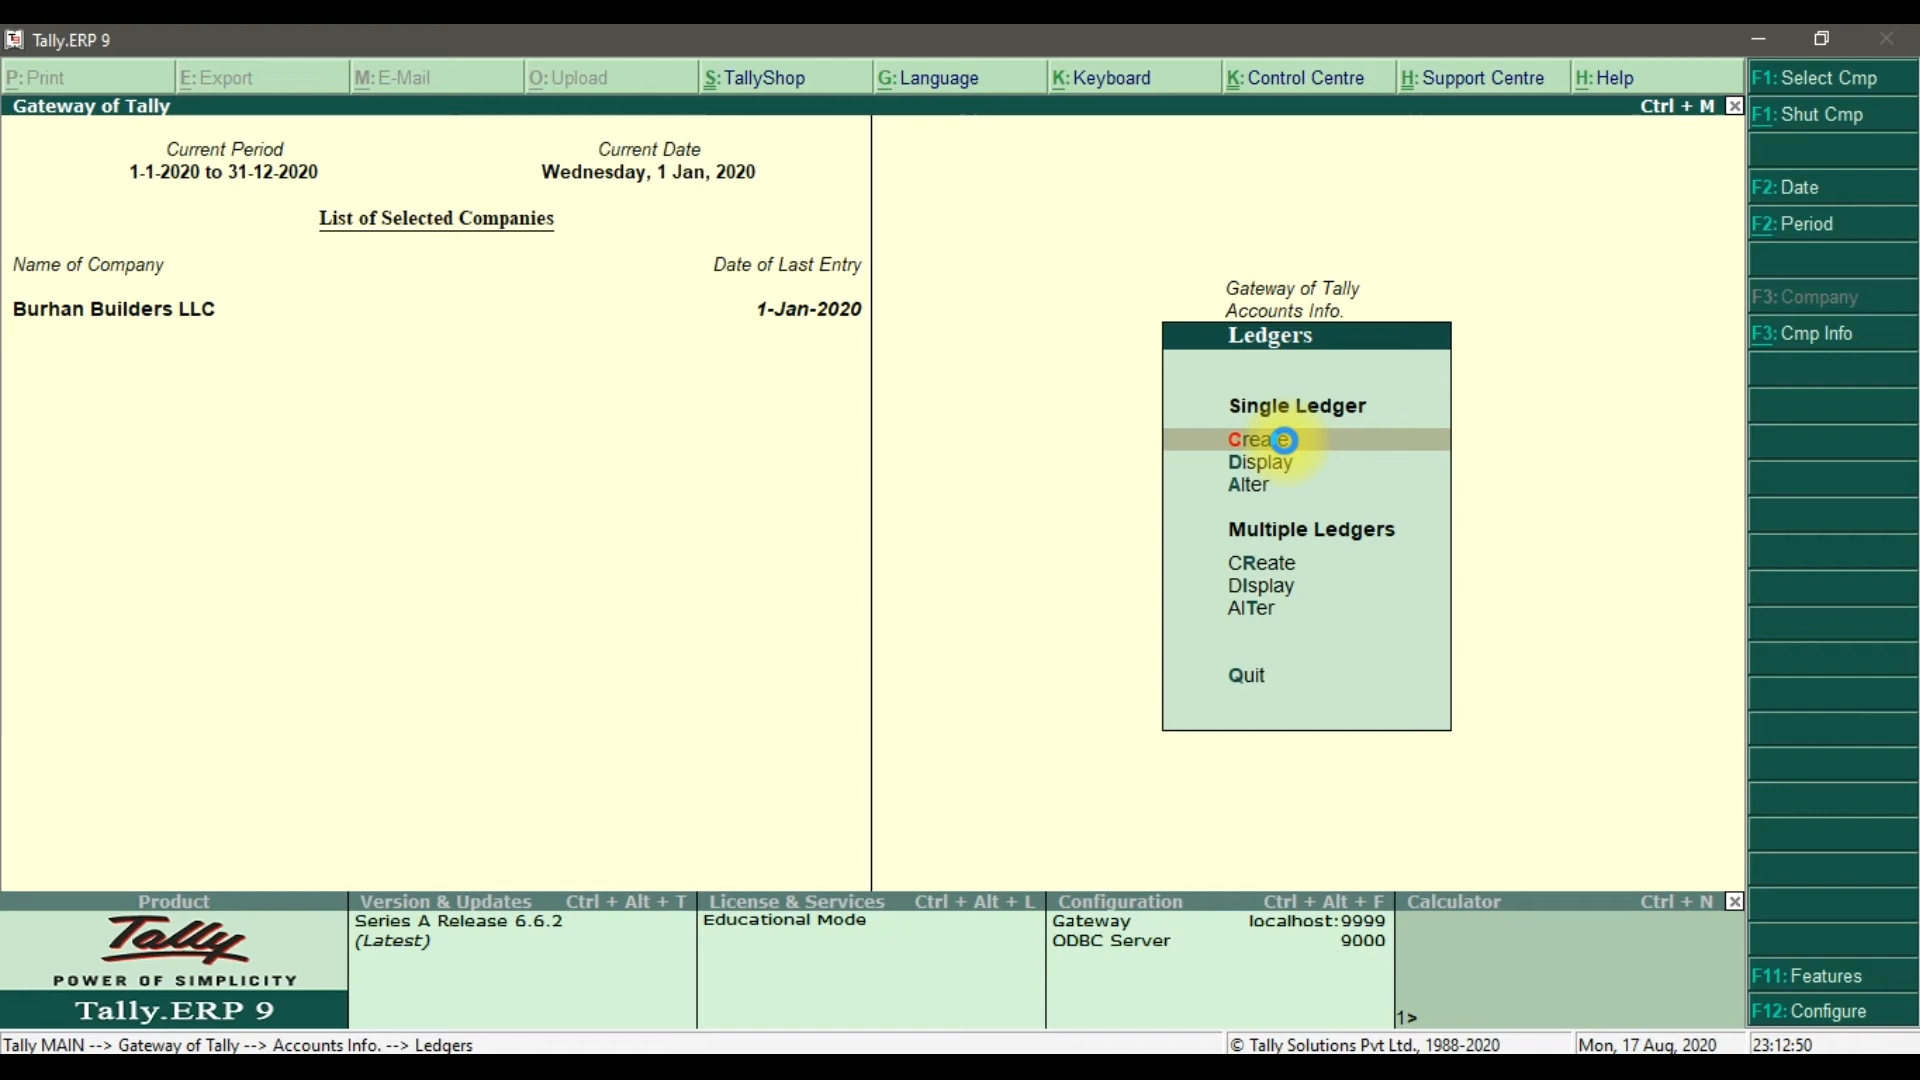 Tally.ERP 9
P: Print E: Export M: E-Mail O: Upload S: TallyShop G: Language K: Keyboard K: Control Centre H: Support Centre H: Help
Gateway of Tally Ctrl + M
Current Period Current Date
1-1-2020 to 31-12-2020 Wednesday, 1 Jan, 2020
List of Selected Companies
Name of Company Date of Last Entry
Burhan Builders LLC 1-Jan-2020
Gateway of Tally
Accounts Info.
Ledgers
Single Ledger
Create
Display
Alter
Multiple Ledgers
CReate
DIsplay
AlTer
Quit
F1: Select Cmp
F1: Shut Cmp
F2: Date
F2: Period
F3: Company
F3: Cmp Info
F11: Features
F12: Configure
Product
Tally
POWER OF SIMPLICITY
Tally.ERP 9
Version & Updates Ctrl + Alt + T
Series A Release 6.6.2
(Latest)
License & Services Ctrl + Alt + L
Educational Mode
Configuration Ctrl + Alt + F
Gateway localhost:9999
ODBC Server 9000
Calculator Ctrl + N
1>
Tally MAIN --> Gateway of Tally --> Accounts Info. --> Ledgers © Tally Solutions Pvt Ltd., 1988-2020 Mon, 17 Aug, 2020 23:12:50